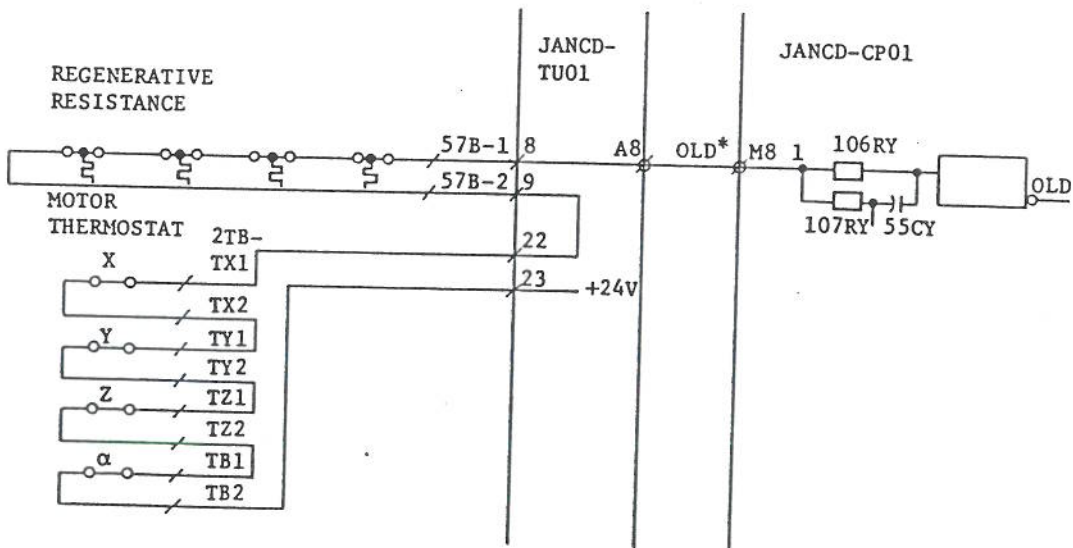 REGENERATIVE
RESISTANCE
JANCD-
TU01
JANCD-CP01
57B-1
8
A8
OLD*
M8
1
106RY
OLD
57B-2
9
107RY
55CY
MOTOR
THERMOSTAT
2TB-
22
X
TX1
23
+24V
TX2
Y
TY1
TY2
Z
TZ1
TZ2
α
TB1
TB2